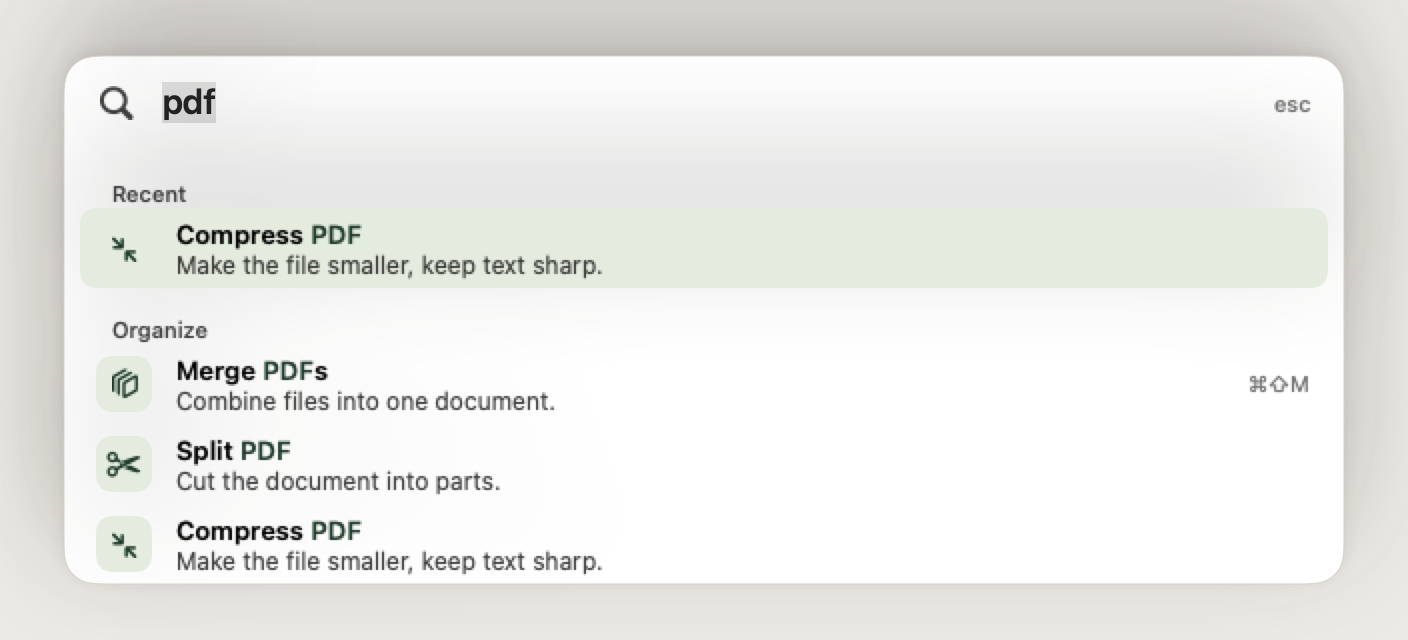 pdf
esc
Recent
Compress PDF
Make the file smaller, keep text sharp.
Organize
Merge PDFs
Combine files into one document.
⌘⇧M
Split PDF
Cut the document into parts.
Compress PDF
Make the file smaller, keep text sharp.